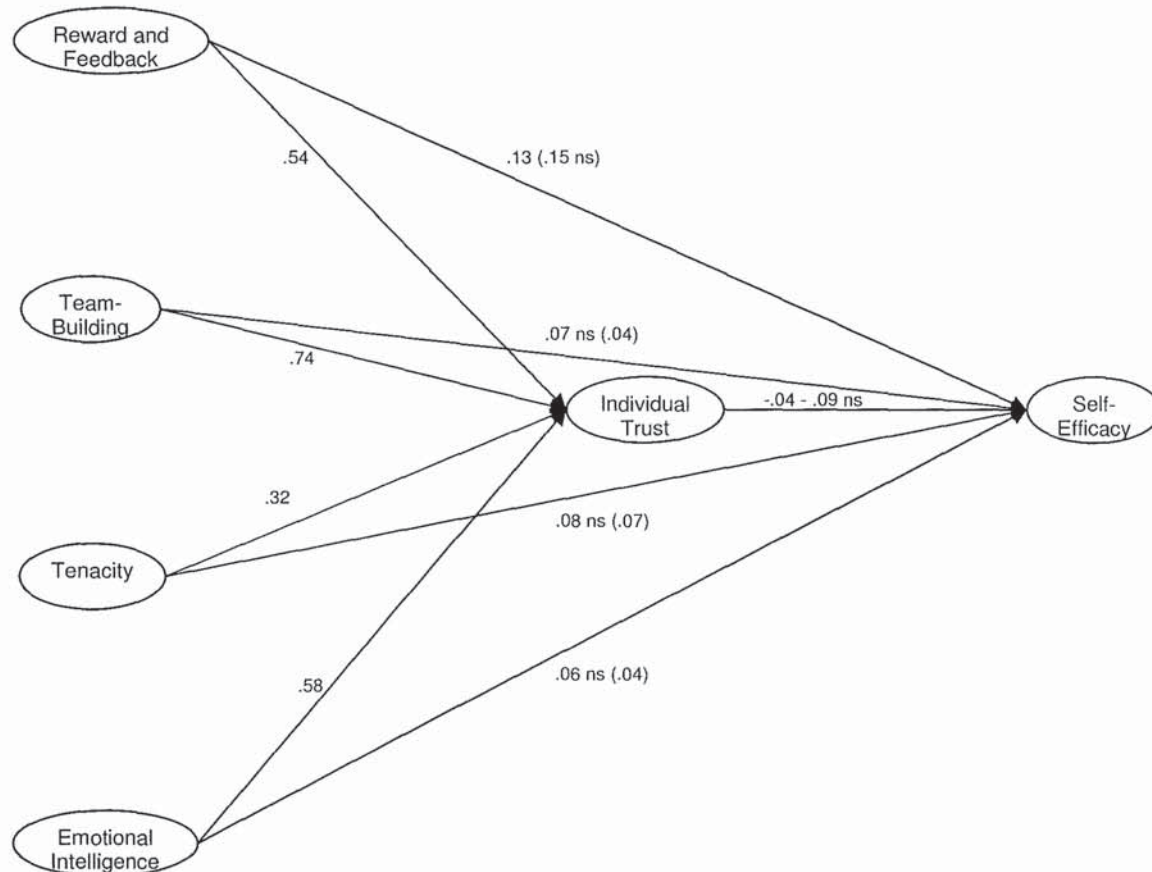 Reward and
Feedback
.13 (.15 ns)
.54
Team-
Building
.07 ns (.04)
.74
Individual
Trust
-.04 - .09 ns
Self-
Efficacy
.32
.08 ns (.07)
Tenacity
.58
.06 ns (.04)
Emotional
Intelligence